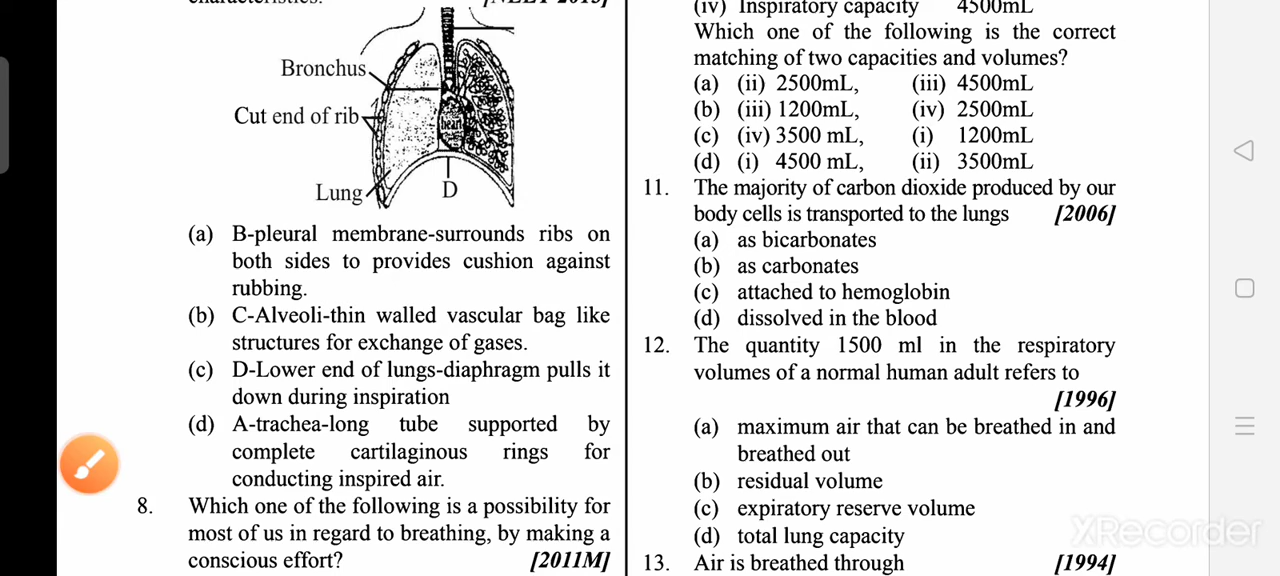 characteristics. [NEET 2013]
Bronchus
Cut end of rib
heart
Lung
D
(a) B-pleural membrane-surrounds ribs on
both sides to provides cushion against
rubbing.
(b) C-Alveoli-thin walled vascular bag like
structures for exchange of gases.
(c) D-Lower end of lungs-diaphragm pulls it
down during inspiration
(d) A-trachea-long tube supported by
complete cartilaginous rings for
conducting inspired air.
8. Which one of the following is a possibility for
most of us in regard to breathing, by making a
conscious effort? [2011M]
(iv) Inspiratory capacity 4500mL
Which one of the following is the correct
matching of two capacities and volumes?
(a) (ii) 2500mL, (iii) 4500mL
(b) (iii) 1200mL, (iv) 2500mL
(c) (iv) 3500 mL, (i) 1200mL
(d) (i) 4500 mL, (ii) 3500mL
11. The majority of carbon dioxide produced by our
body cells is transported to the lungs [2006]
(a) as bicarbonates
(b) as carbonates
(c) attached to hemoglobin
(d) dissolved in the blood
12. The quantity 1500 ml in the respiratory
volumes of a normal human adult refers to
[1996]
(a) maximum air that can be breathed in and
breathed out
(b) residual volume
(c) expiratory reserve volume
(d) total lung capacity
13. Air is breathed through [1994]
XRecorder